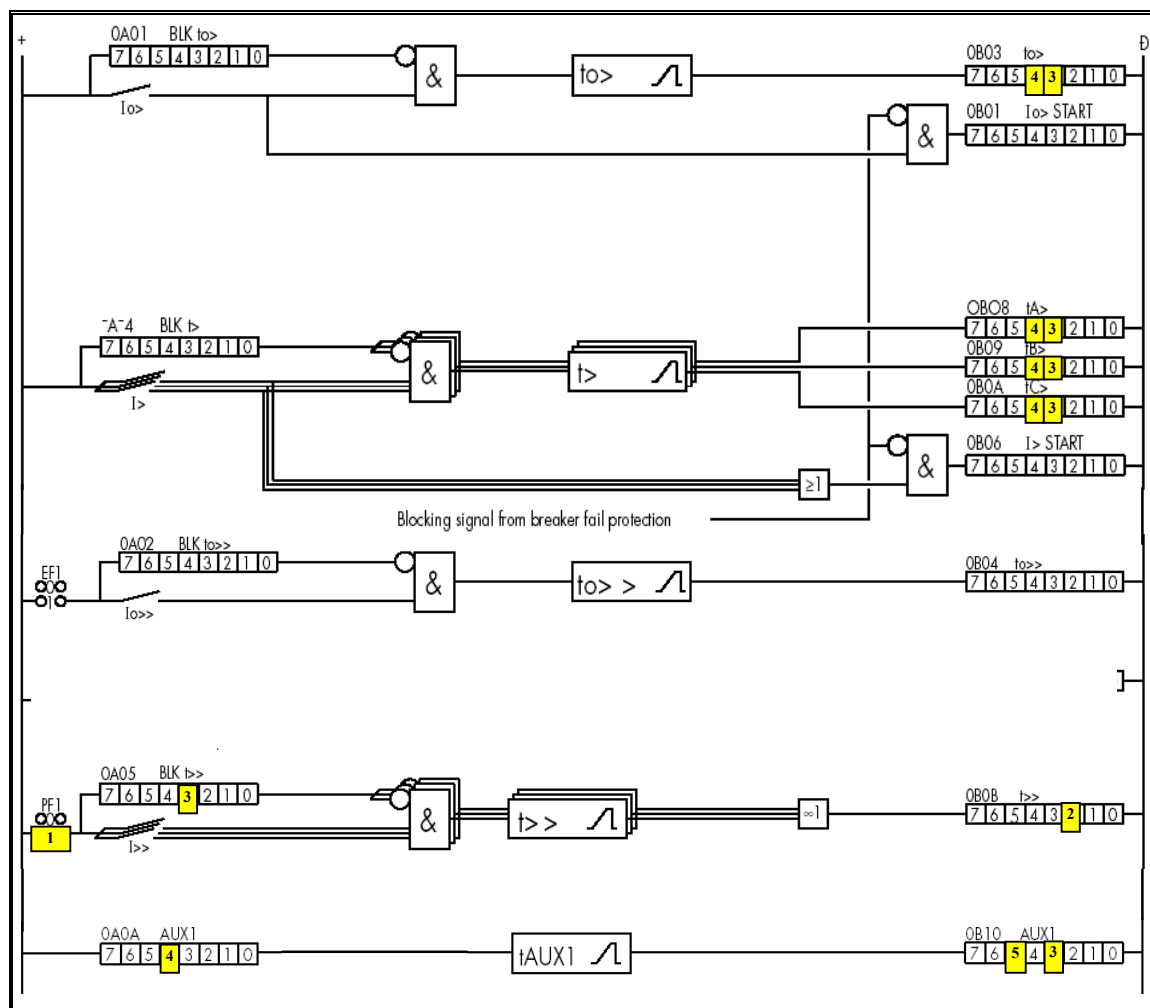 +
0A01 BLK to>
7 6 5 4 3 2 1 0
Io>
&
to>
0B03 to>
7 6 5 4 3 2 1 0
Đ
&
0B01 Io> START
7 6 5 4 3 2 1 0
¯A¯4 BLK t>
7 6 5 4 3 2 1 0
I>
&
t>
0B08 tA>
7 6 5 4 3 2 1 0
0B09 tB>
7 6 5 4 3 2 1 0
0B0A tC>
7 6 5 4 3 2 1 0
≥1
&
0B06 I> START
7 6 5 4 3 2 1 0
Blocking signal from breaker fail protection
EF1
0
1
0A02 BLK to>>
7 6 5 4 3 2 1 0
Io>>
&
to> >
0B04 to>>
7 6 5 4 3 2 1 0
PF1
0
1
0A05 BLK t>>
7 6 5 4 3 2 1 0
I>>
&
t> >
∞1
0B0B t>>
7 6 5 4 3 2 1 0
0A0A AUX1
7 6 5 4 3 2 1 0
tAUX1
0B10 AUX1
7 6 5 4 3 2 1 0